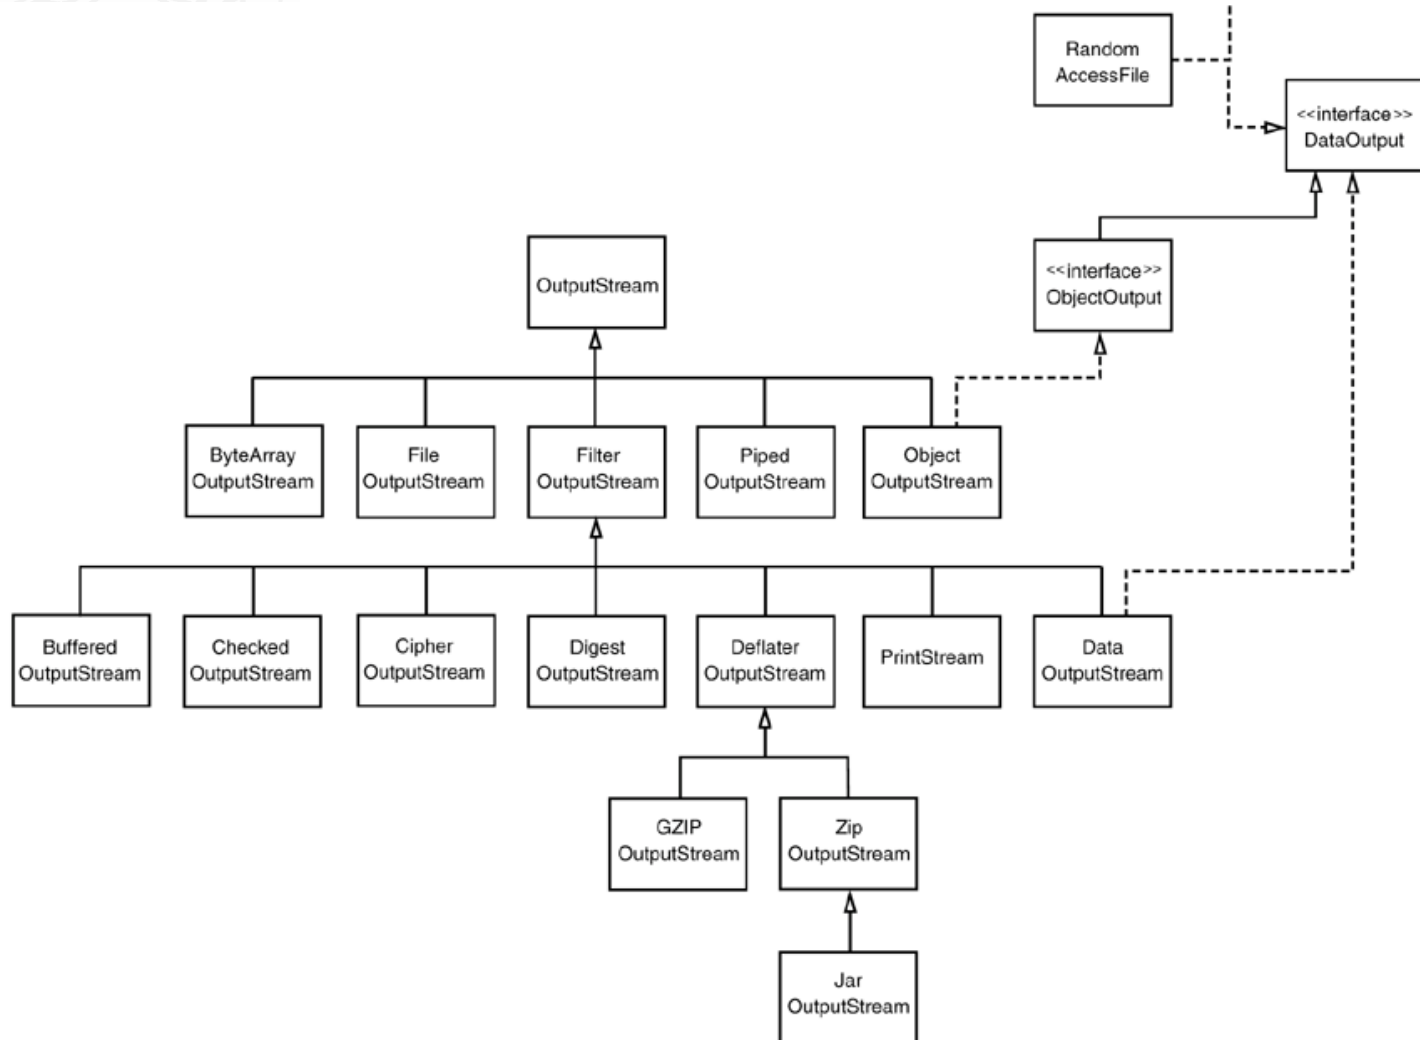 Random
AccessFile
<<interface>>
DataOutput
<<interface>>
ObjectOutput
OutputStream
ByteArray
OutputStream
File
OutputStream
Filter
OutputStream
Piped
OutputStream
Object
OutputStream
Buffered
OutputStream
Checked
OutputStream
Cipher
OutputStream
Digest
OutputStream
Deflater
OutputStream
PrintStream
Data
OutputStream
GZIP
OutputStream
Zip
OutputStream
Jar
OutputStream